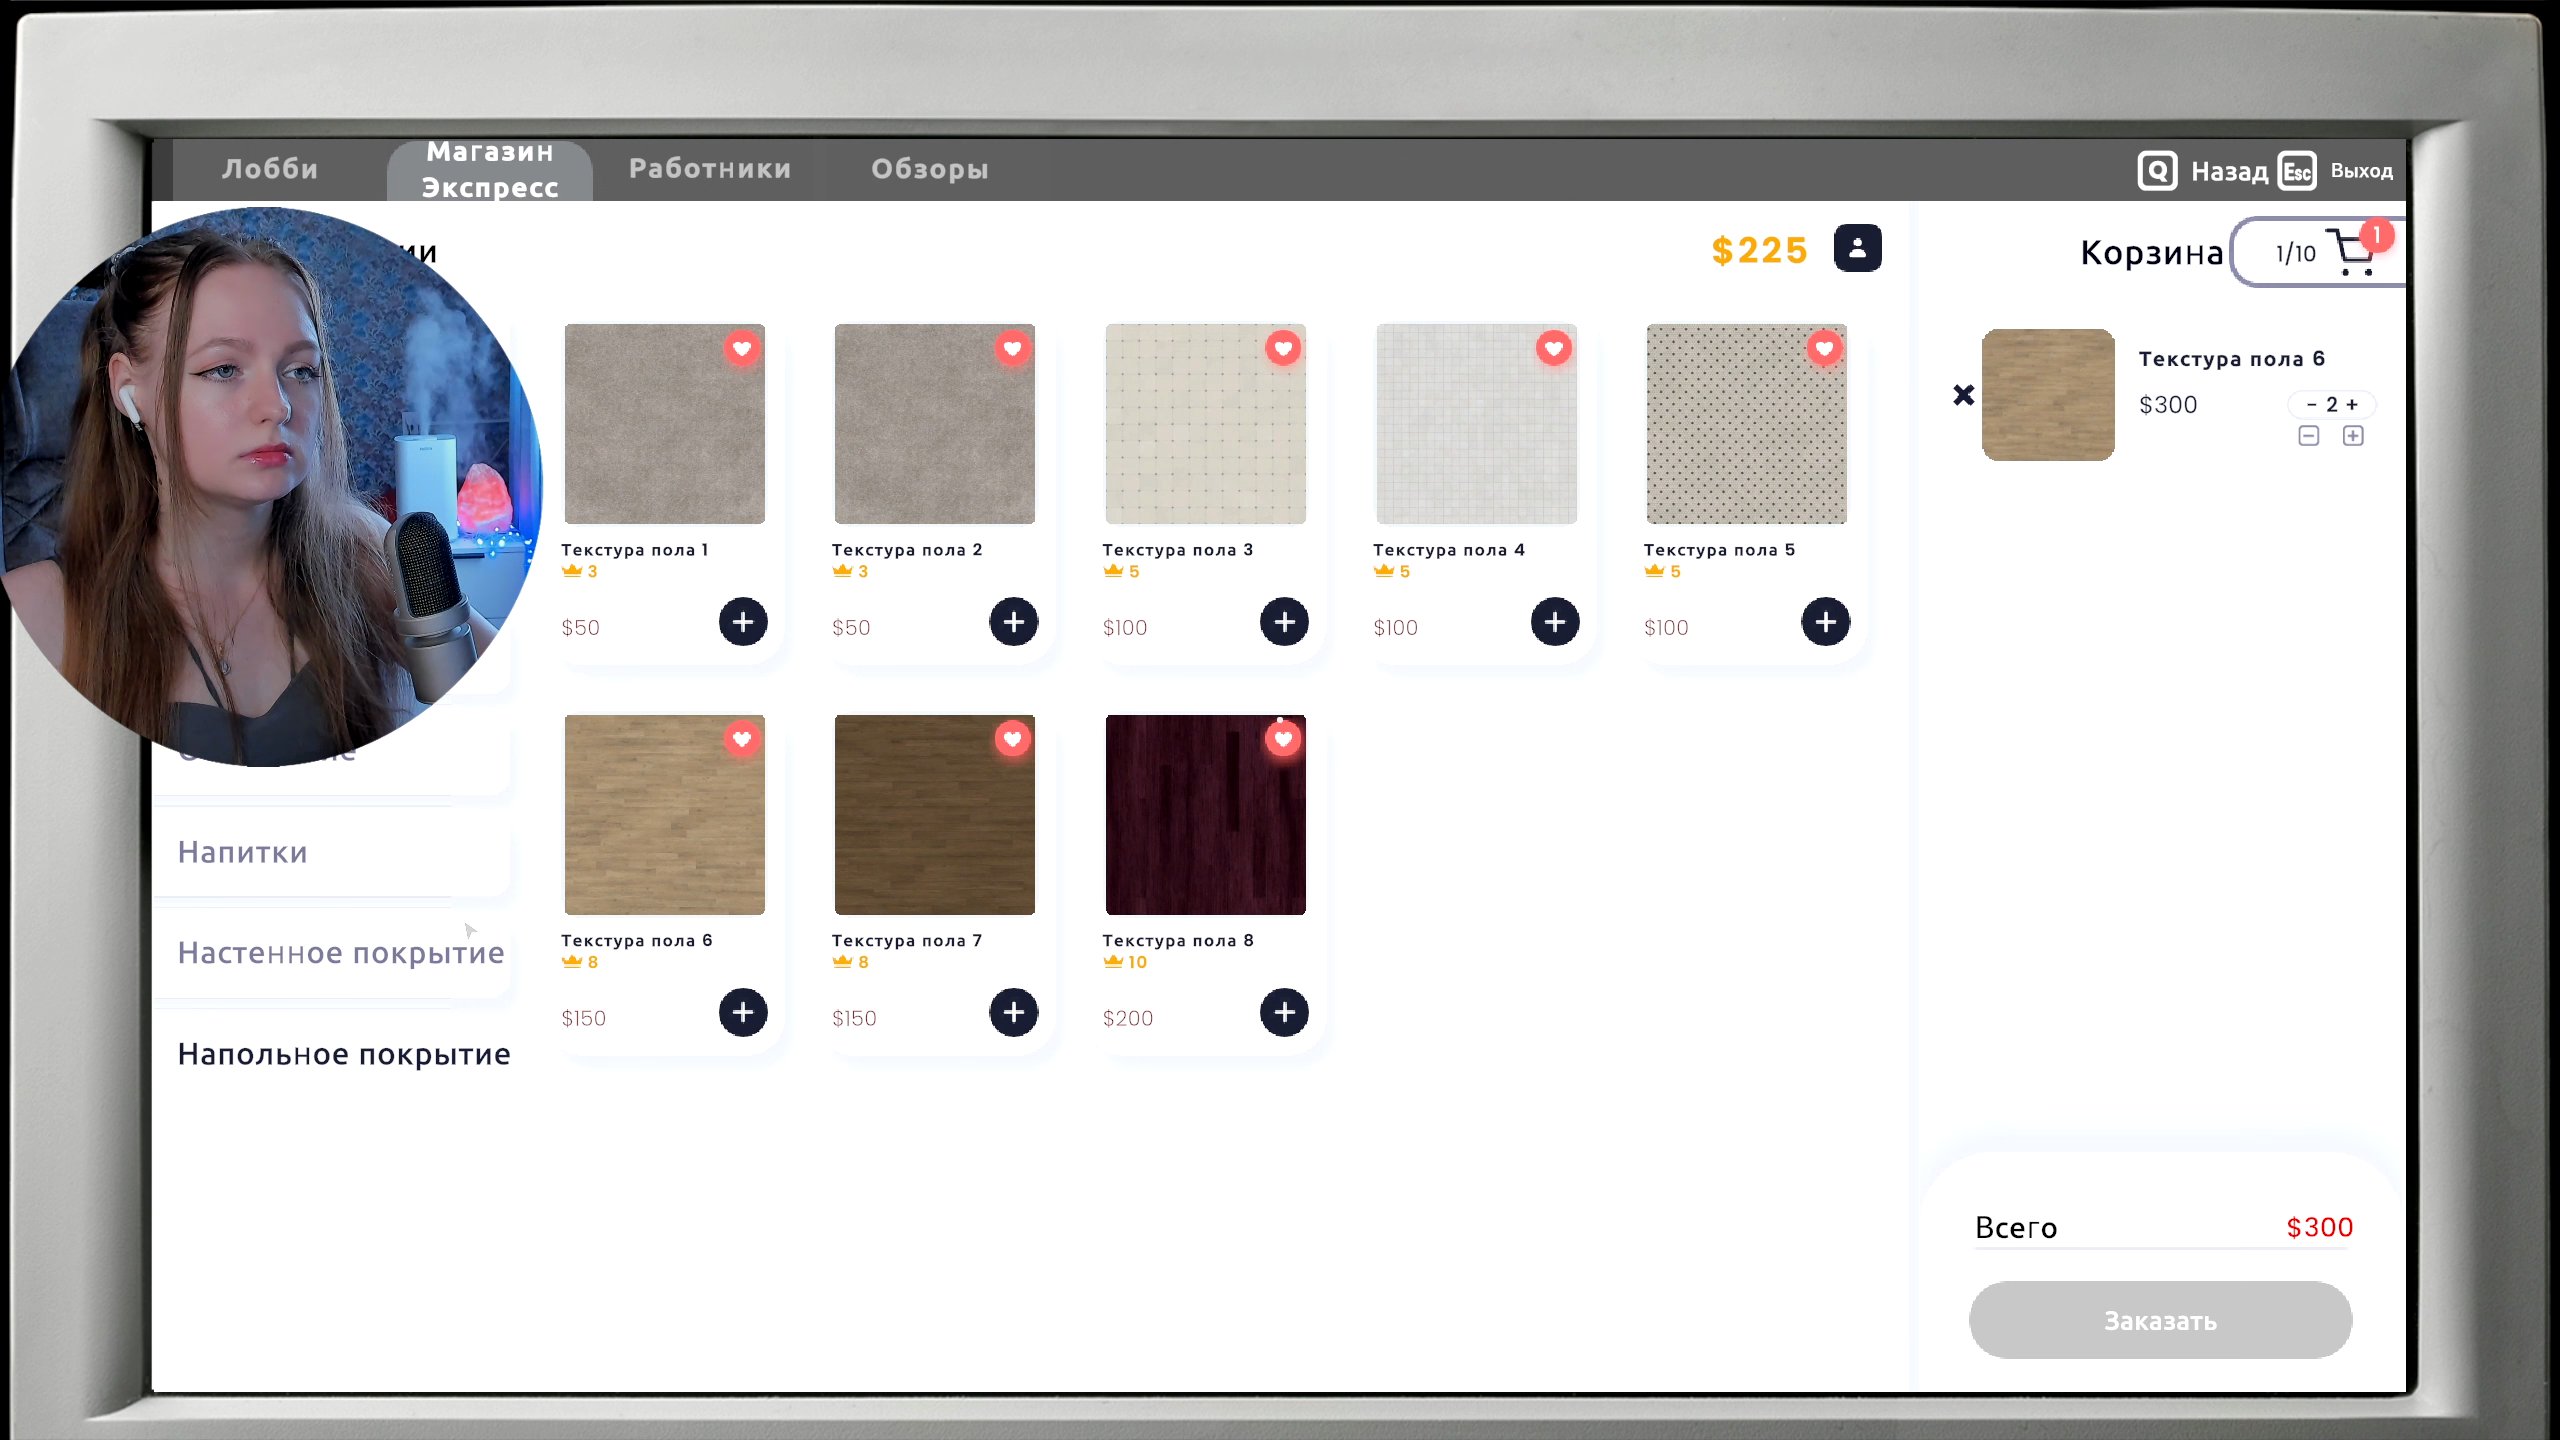 Лобби
Магазин
Экспресс
Работники
Обзоры
Q Назад
Esc Выход
$225
Корзина
1/10
1
Текстура пола 1
3
$50
Текстура пола 2
3
$50
Текстура пола 3
5
$100
Текстура пола 4
5
$100
Текстура пола 5
5
$100
Текстура пола 6
8
$150
Текстура пола 7
8
$150
Текстура пола 8
10
$200
Напитки
Настенное покрытие
Напольное покрытие
Текстура пола 6
$300
- 2 +
Всего
$300
Заказать